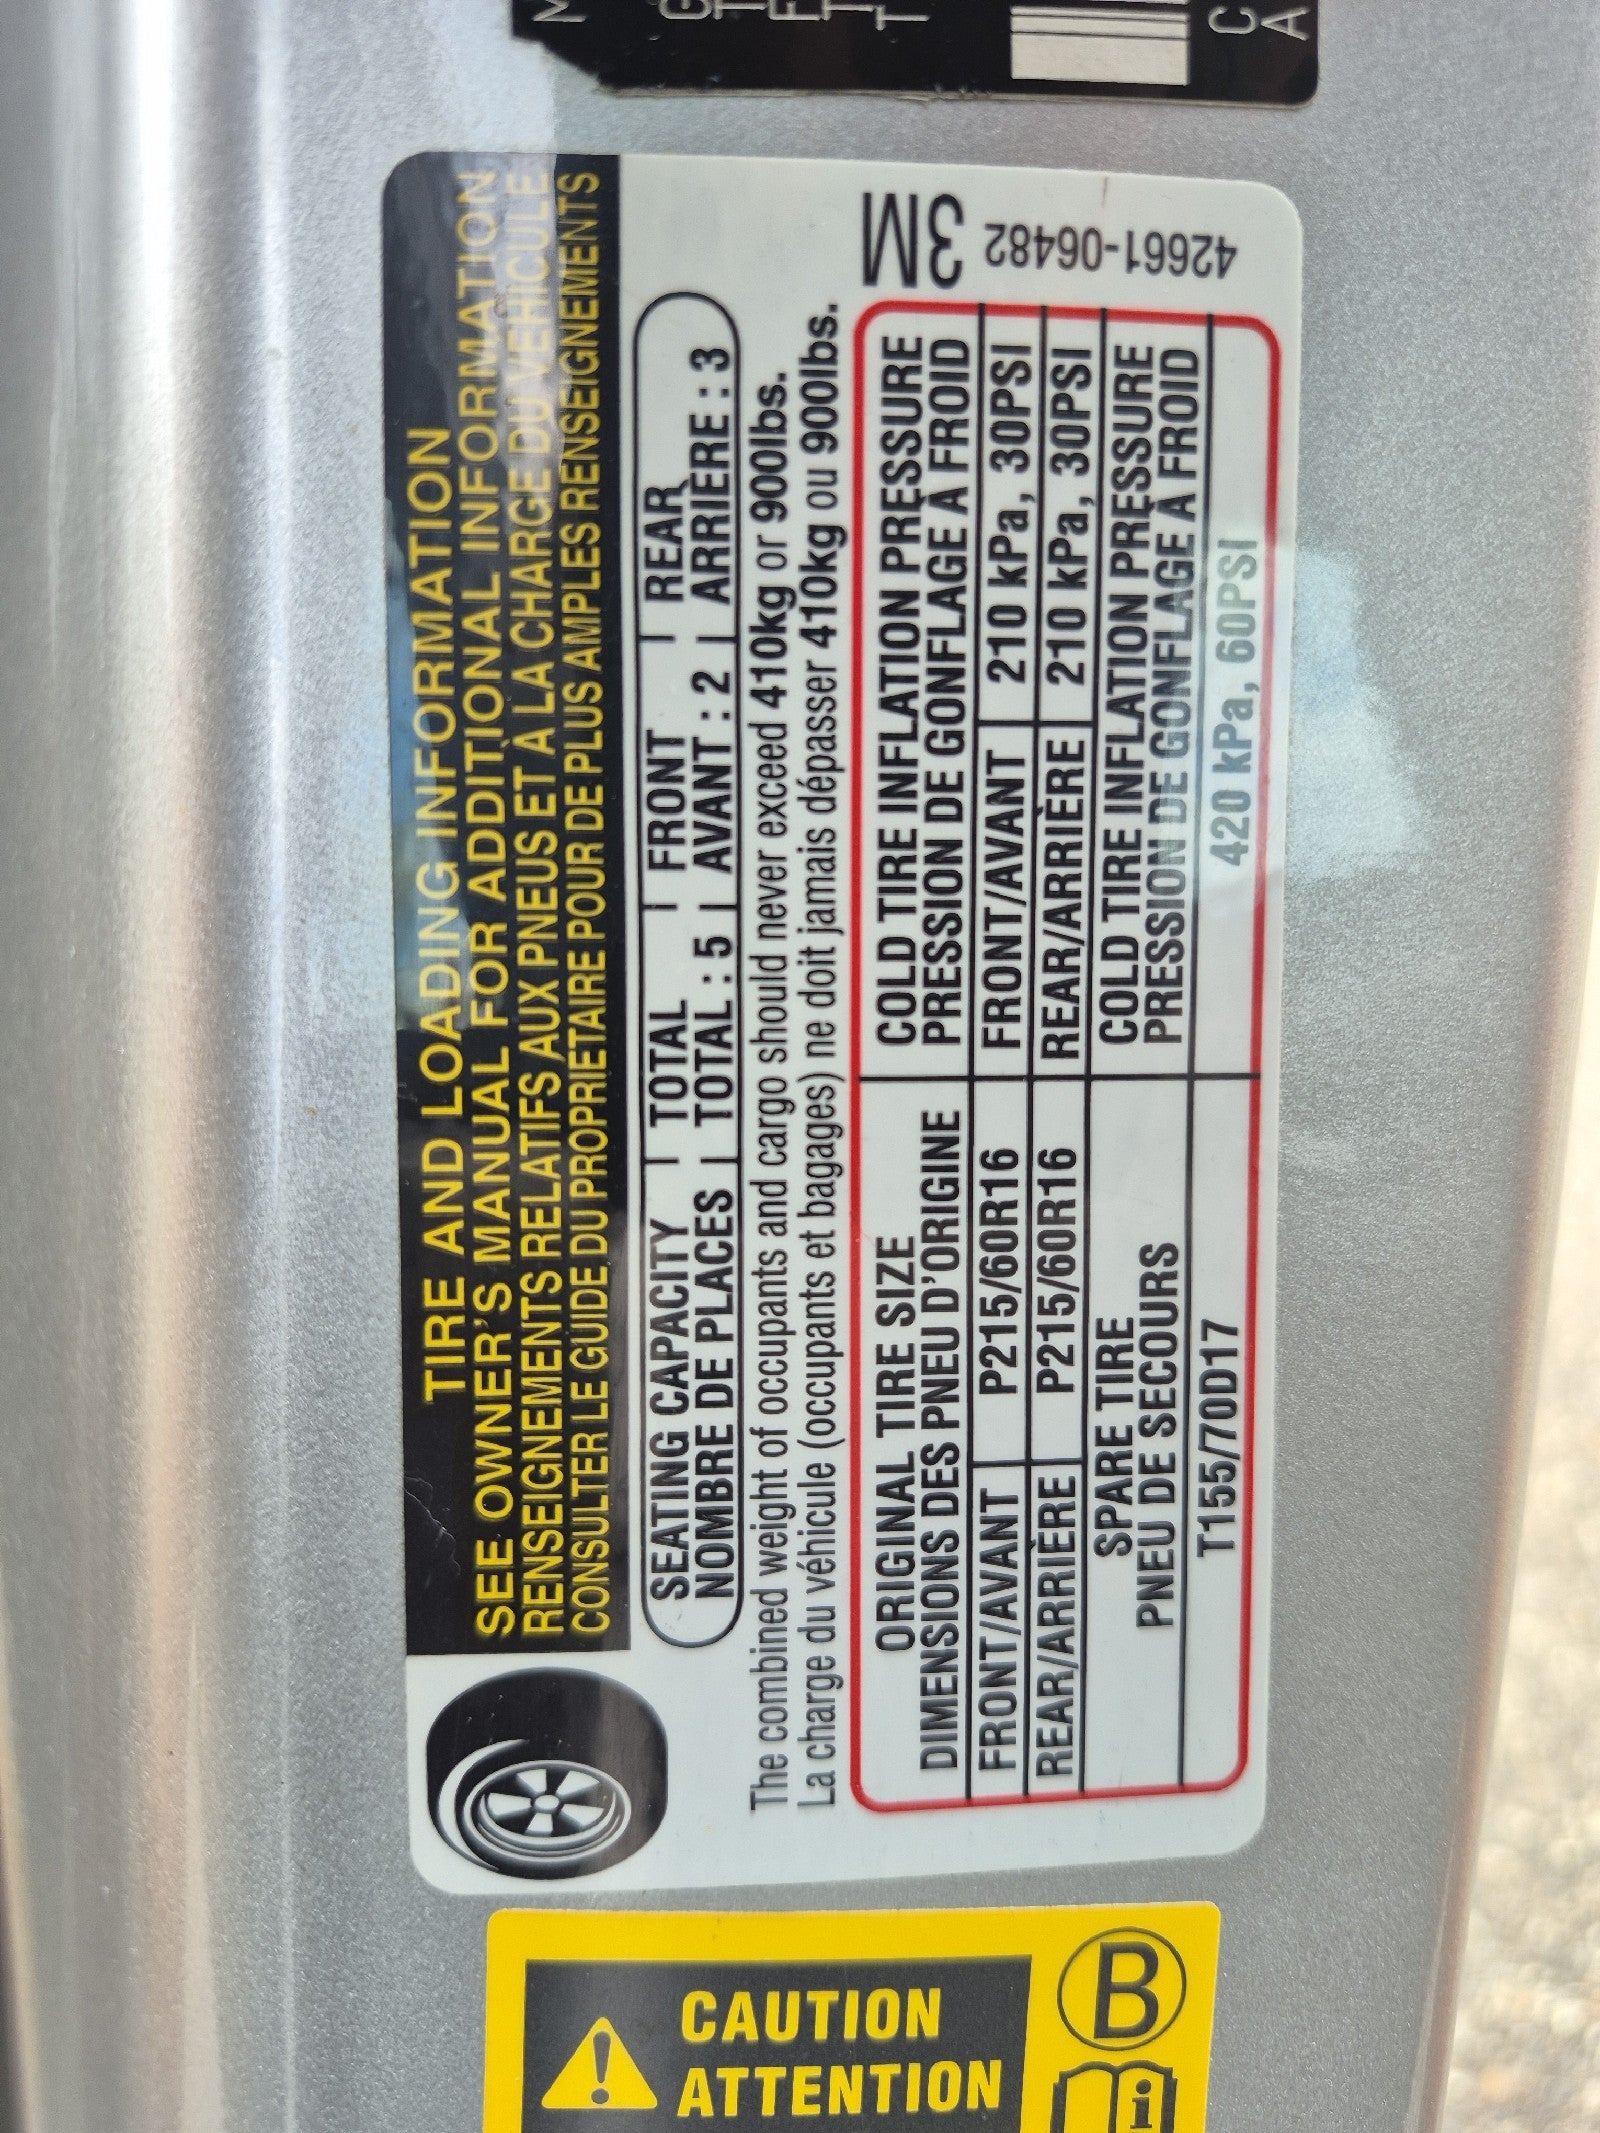 TIRE AND LOADING INFORMATION
SEE OWNER'S MANUAL FOR ADDITIONAL INFORMATION
RENSEIGNEMENTS RELATIFS AUX PNEUS ET À LA CHARGE DU VÉHICULE
CONSULTER LE GUIDE DU PROPRIETAIRE POUR DE PLUS AMPLES RENSEIGNEMENTS
SEATING CAPACITY | TOTAL | FRONT | REAR
NOMBRE DE PLACES | TOTAL : 5 | AVANT : 2 | ARRIÈRE : 3
The combined weight of occupants and cargo should never exceed 410kg or 900lbs.
La charge du véhicule (occupants et bagages) ne doit jamais dépasser 410kg ou 900lbs.
ORIGINAL TIRE SIZE COLD TIRE INFLATION PRESSURE
DIMENSIONS DES PNEU D'ORIGINE PRESSION DE GONFLAGE À FROID
FRONT/AVANT P215/60R16 FRONT/AVANT 210 kPa, 30PSI
REAR/ARRIÈRE P215/60R16 REAR/ARRIÈRE 210 kPa, 30PSI
SPARE TIRE COLD TIRE INFLATION PRESSURE
PNEU DE SECOURS PRESSION DE GONFLAGE À FROID
T155/70D17 420 kPa, 60PSI
3M
42661-06482
CAUTION
ATTENTION
B
i
C
A